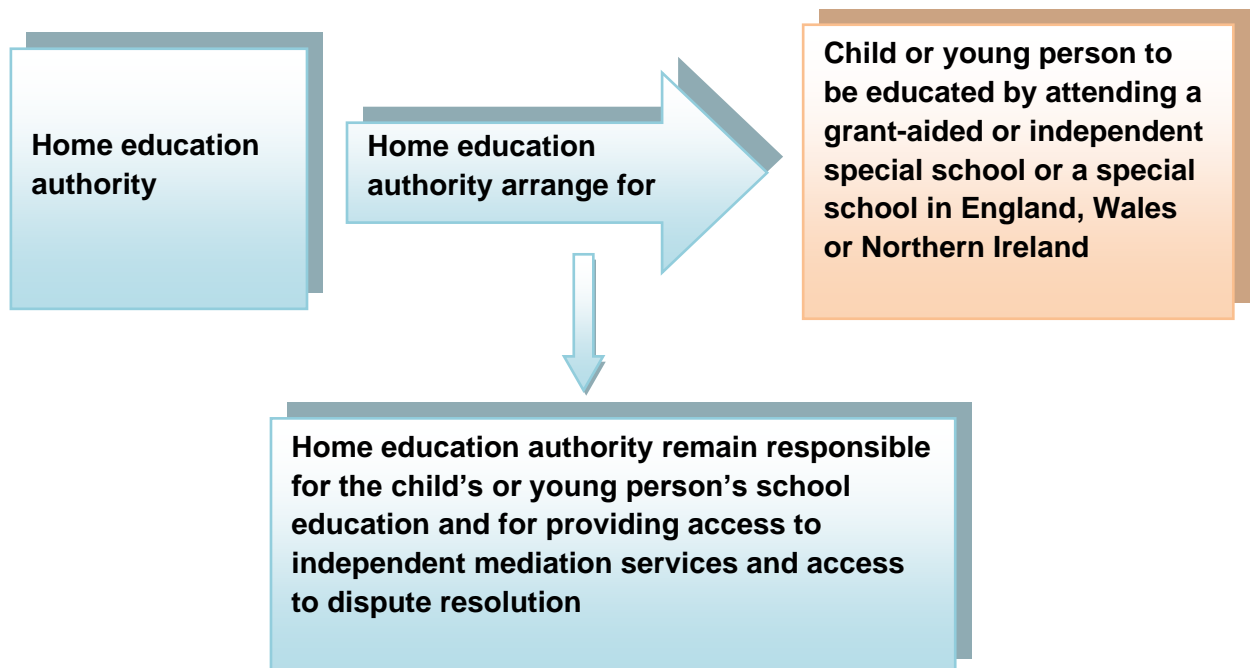 Home education
authority
Home education
authority arrange for
Child or young person to
be educated by attending a
grant-aided or independent
special school or a special
school in England, Wales
or Northern Ireland
Home education authority remain responsible
for the child’s or young person’s school
education and for providing access to
independent mediation services and access
to dispute resolution